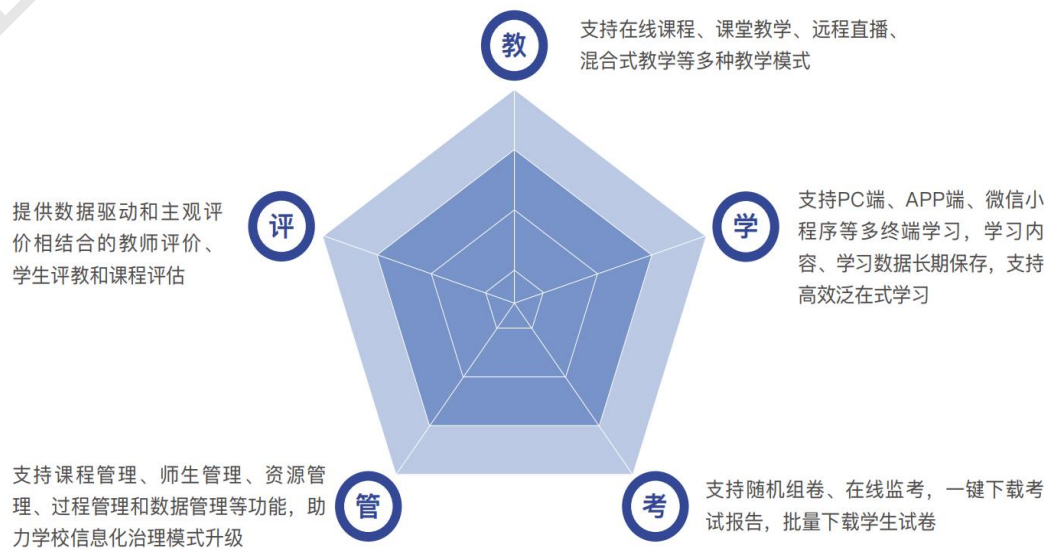 教
支持在线课程、课堂教学、远程直播、
混合式教学等多种教学模式
评
提供数据驱动和主观评
价相结合的教师评价、
学生评教和课程评估
学
支持PC端、APP端、微信小
程序等多终端学习，学习内
容、学习数据长期保存，支持
高效泛在式学习
管
支持课程管理、师生管理、资源管
理、过程管理和数据管理等功能，助
力学校信息化治理模式升级
考
支持随机组卷、在线监考，一键下载考
试报告，批量下载学生试卷